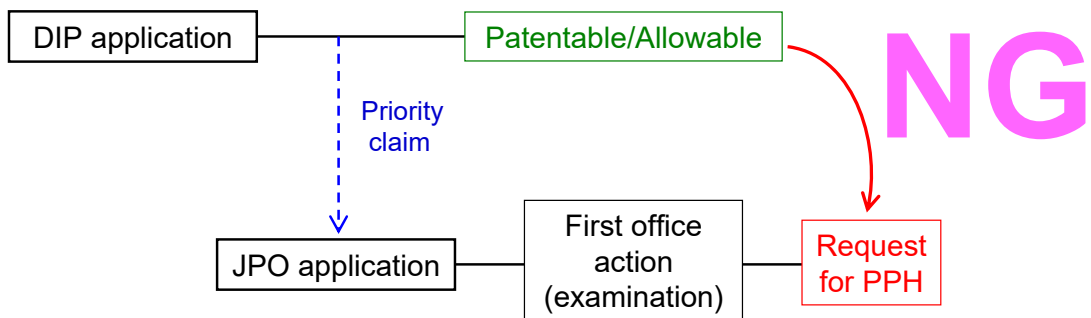 DIP application
Patentable/Allowable
NG
Priority
claim
JPO application
First office
action
(examination)
Request
for PPH